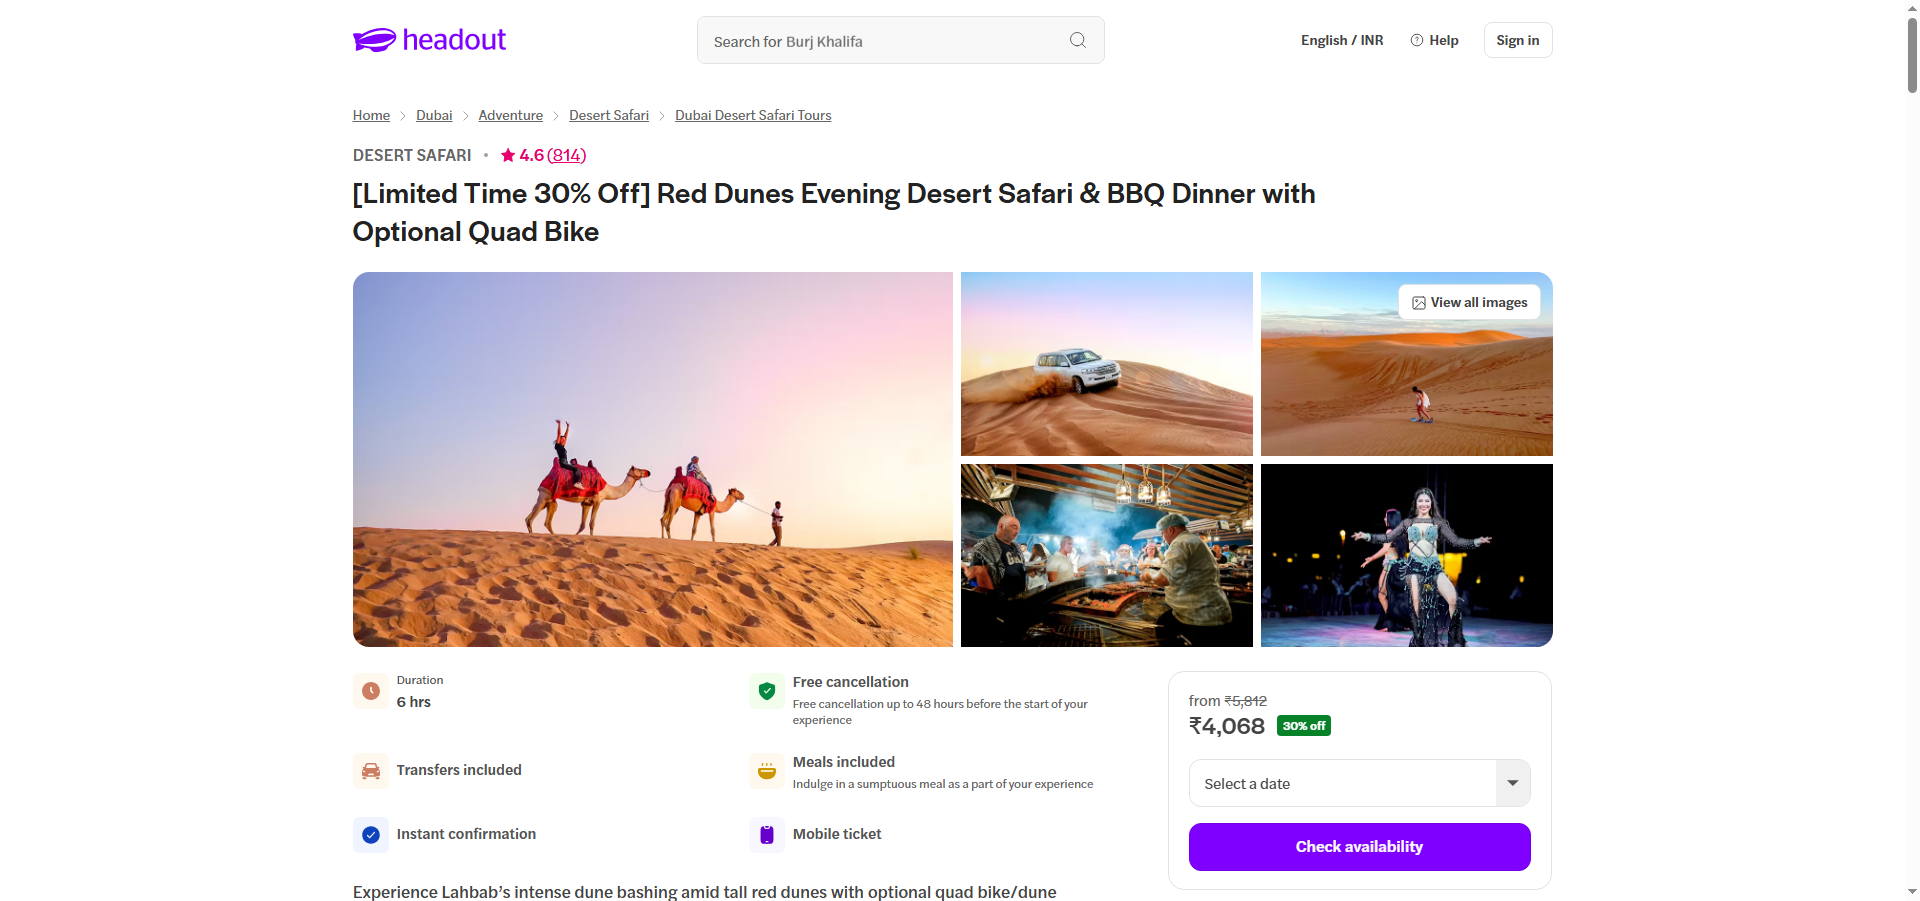 headout
Search for Burj Khalifa
English / INR
Help
Sign in
Home
Dubai
Adventure
Desert Safari
Dubai Desert Safari Tours
DESERT SAFARI • 4.6 (814)
[Limited Time 30% Off] Red Dunes Evening Desert Safari & BBQ Dinner with
Optional Quad Bike
View all images
Duration
6 hrs
Free cancellation
Free cancellation up to 48 hours before the start of your
experience
Transfers included
Meals included
Indulge in a sumptuous meal as a part of your experience
Instant confirmation
Mobile ticket
from ₹5,812
₹4,068 30% off
Select a date
Check availability
Experience Lahbab’s intense dune bashing amid tall red dunes with optional quad bike/dune